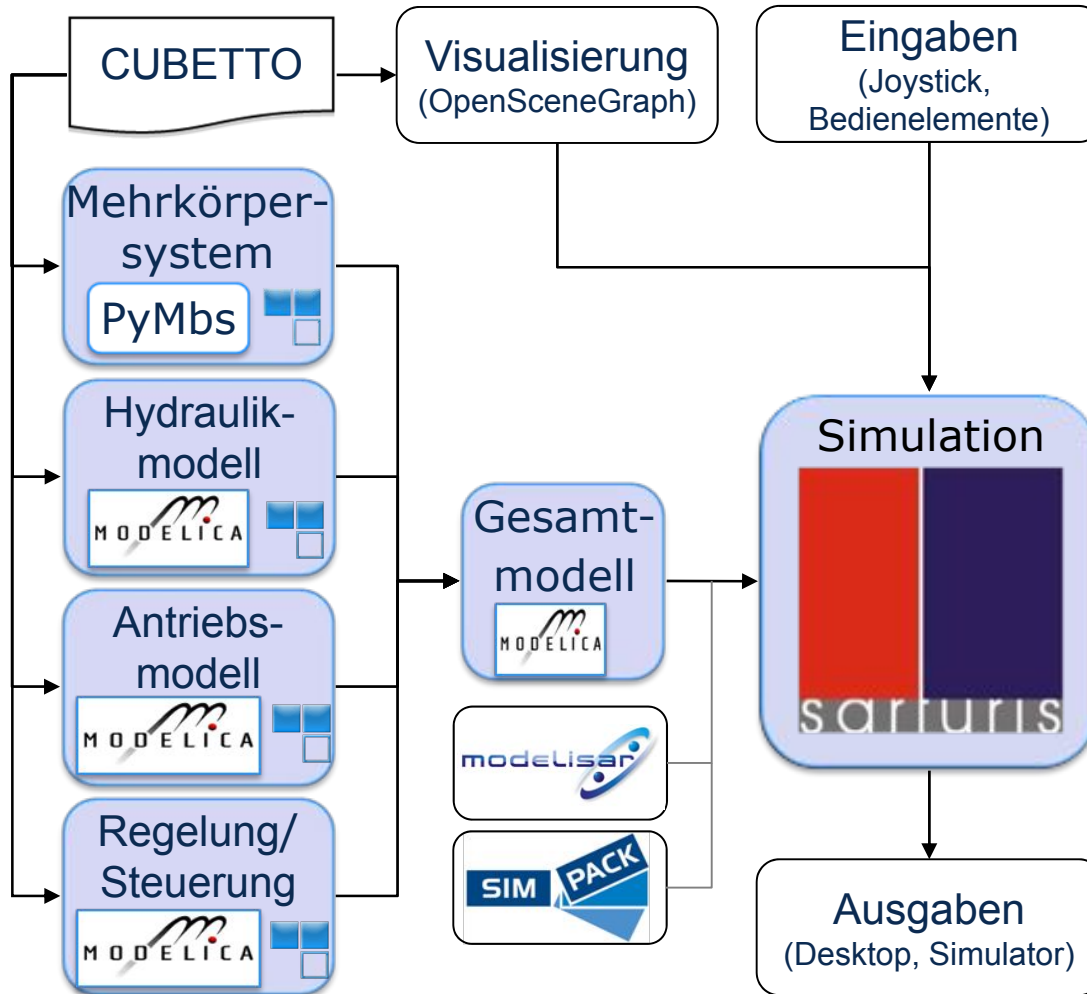 CUBETTO
Visualisierung
(OpenSceneGraph)
Eingaben
(Joystick,
Bedienelemente)
Mehrkörper-
system
PyMbs
Hydraulik-
modell
MODELICA
Antriebs-
modell
MODELICA
Regelung/
Steuerung
MODELICA
Gesamt-
modell
MODELICA
modelisar
SIM PACK
Simulation
sarturis
Ausgaben
(Desktop, Simulator)